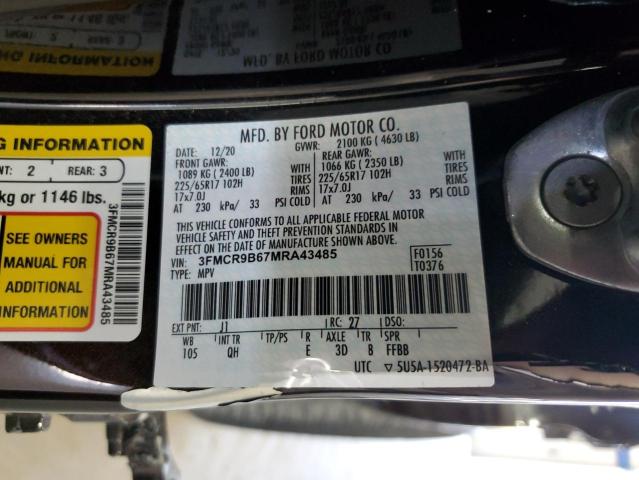 NG INFORMATION
REAR: 3
MFD. BY FORD MOTOR CO.
G INFORMATION
NT: 2 REAR: 3
kg or 1146 lbs.
SEE OWNERS
MANUAL FOR
ADDITIONAL
INFORMATION
3FMCR9B67MRA43485
MFD. BY FORD MOTOR CO.
DATE: 12/20 GVWR: 2100 KG ( 4630 LB)
FRONT GAWR: REAR GAWR:
1089 KG ( 2400 LB) WITH 1066 KG ( 2350 LB) WITH
225/65R17 102H TIRES 225/65R17 102H TIRES
17x7.0J RIMS 17x7.0J RIMS
AT 230 kPa/ 33 PSI COLD AT 230 kPa/ 33 PSI COLD
THIS VEHICLE CONFORMS TO ALL APPLICABLE FEDERAL MOTOR
VEHICLE SAFETY AND THEFT PREVENTION STANDARDS IN
EFFECT ON THE DATE OF MANUFACTURE SHOWN ABOVE.
VIN: 3FMCR9B67MRA43485 F0156
TYPE: MPV T0376
EXT PNT: J1 RC: 27 DSO:
WB INT TR TP/PS R AXLE TR SPR
105 QH E 3D 8 FFBB
UTC ▽ 5U5A-1520472-BA